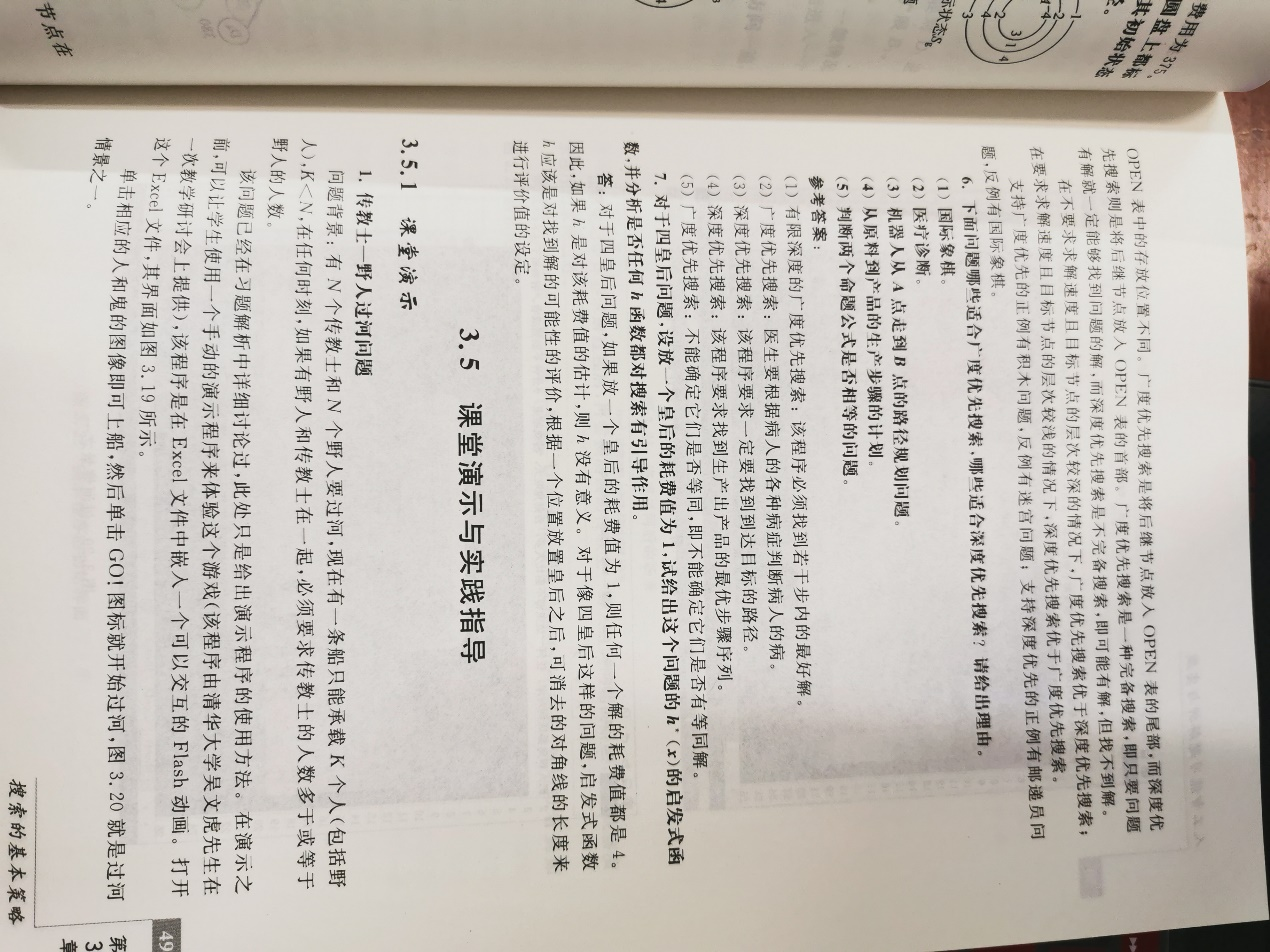 费用为375。
圆盘上都标
其初始状态
标状态Sg
节点在
OPEN 表中的存放位置不同。广度优先搜索是将后继节点放入 OPEN 表的尾部,而深度优
先搜索则是将后继节点放入 OPEN 表的首部。广度优先搜索是一种完备搜索,即只要问题
有解就一定能够找到问题的解,而深度优先搜索是不完备搜索,即可能有解,但找不到解。
在不要求求解速度且目标节点的层次较深的情况下,广度优先搜索优于深度优先搜索;
在要求求解速度且目标节点的层次较浅的情况下,深度优先搜索优于广度优先搜索。
支持广度优先的正例有积木问题,反例有迷宫问题;支持深度优先的正例有邮递员问
题,反例有国际象棋。
6. 下面问题哪些适合广度优先搜索,哪些适合深度优先搜索?请给出理由。
(1) 国际象棋。
(2) 医疗诊断。
(3) 机器人从 A 点走到 B 点的路径规划问题。
(4) 从原料到产品的生产步骤的计划。
(5) 判断两个命题公式是否相等的问题。
参考答案:
(1) 有限深度的广度优先搜索:该程序必须找到若干步内的最好解。
(2) 广度优先搜索:医生要根据病人的各种病症判断病人的病。
(3) 深度优先搜索:该程序要求一定要找到到达目标的路径。
(4) 深度优先搜索:该程序要求找到生产出产品的最优步骤序列。
(5) 广度优先搜索:不能确定它们是否等同,即不能确定它们是否有等同解。
7. 对于四皇后问题,设放一个皇后的耗费值为 1,试给出这个问题的 h*(x)的启发式函
数,并分析是否任何 h 函数都对搜索有引导作用。
答:对于四皇后问题,如果放一个皇后的耗费值为 1,则任何一个解的耗费值都是 4。
因此,如果 h 是对该耗费值的估计,则 h 没有意义。对于像四皇后这样的问题,启发式函数
h 应该是对找到解的可能性的评价,根据一个位置放置皇后之后,可消去的对角线的长度来
进行评价值的设定。
3.5 课堂演示与实践指导
3.5.1 课堂演示
1. 传教士—野人过河问题
问题背景:有 N 个传教士和 N 个野人要过河,现在有一条船只能承载 K 个人(包括野
人),K<N,在任何时刻,如果有野人和传教士在一起,必须要求传教士的人数多于或等于
野人的人数。
该问题已经在习题解析中详细讨论过,此处只是给出演示程序的使用方法。在演示之
前,可以让学生使用一个手动的演示程序来体验这个游戏(该程序由清华大学吴文虎先生在
一次教学研讨会上提供),该程序是在 Excel 文件中嵌入一个可以交互的 Flash 动画。打开
这个 Excel 文件,其界面如图 3.19 所示。
单击相应的人和鬼的图像即可上船,然后单击 GO!图标就开始过河,图 3.20 就是过河
情景之一。
搜索的基本策略
49
第
3
章